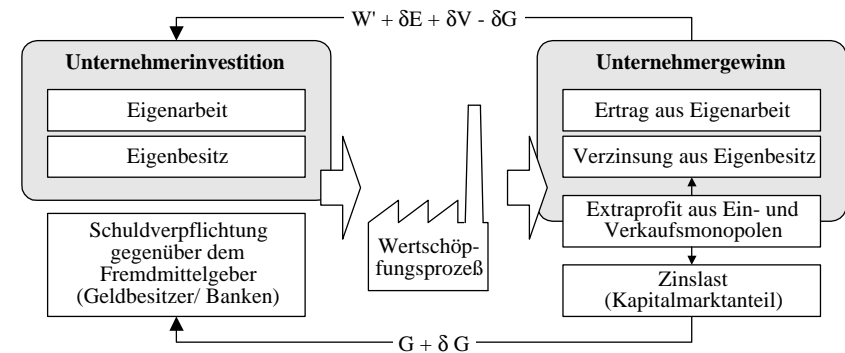 W' + δE + δV - δG
Unternehmerinvestition
Eigenarbeit
Eigenbesitz
Schuldverpflichtung
gegenüber dem
Fremdmittelgeber
(Geldbesitzer/ Banken)
Wertschöp-
fungsprozeß
Unternehmergewinn
Ertrag aus Eigenarbeit
Verzinsung aus Eigenbesitz
Extraprofit aus Ein- und
Verkaufsmonopolen
Zinslast
(Kapitalmarktanteil)
G + δ G